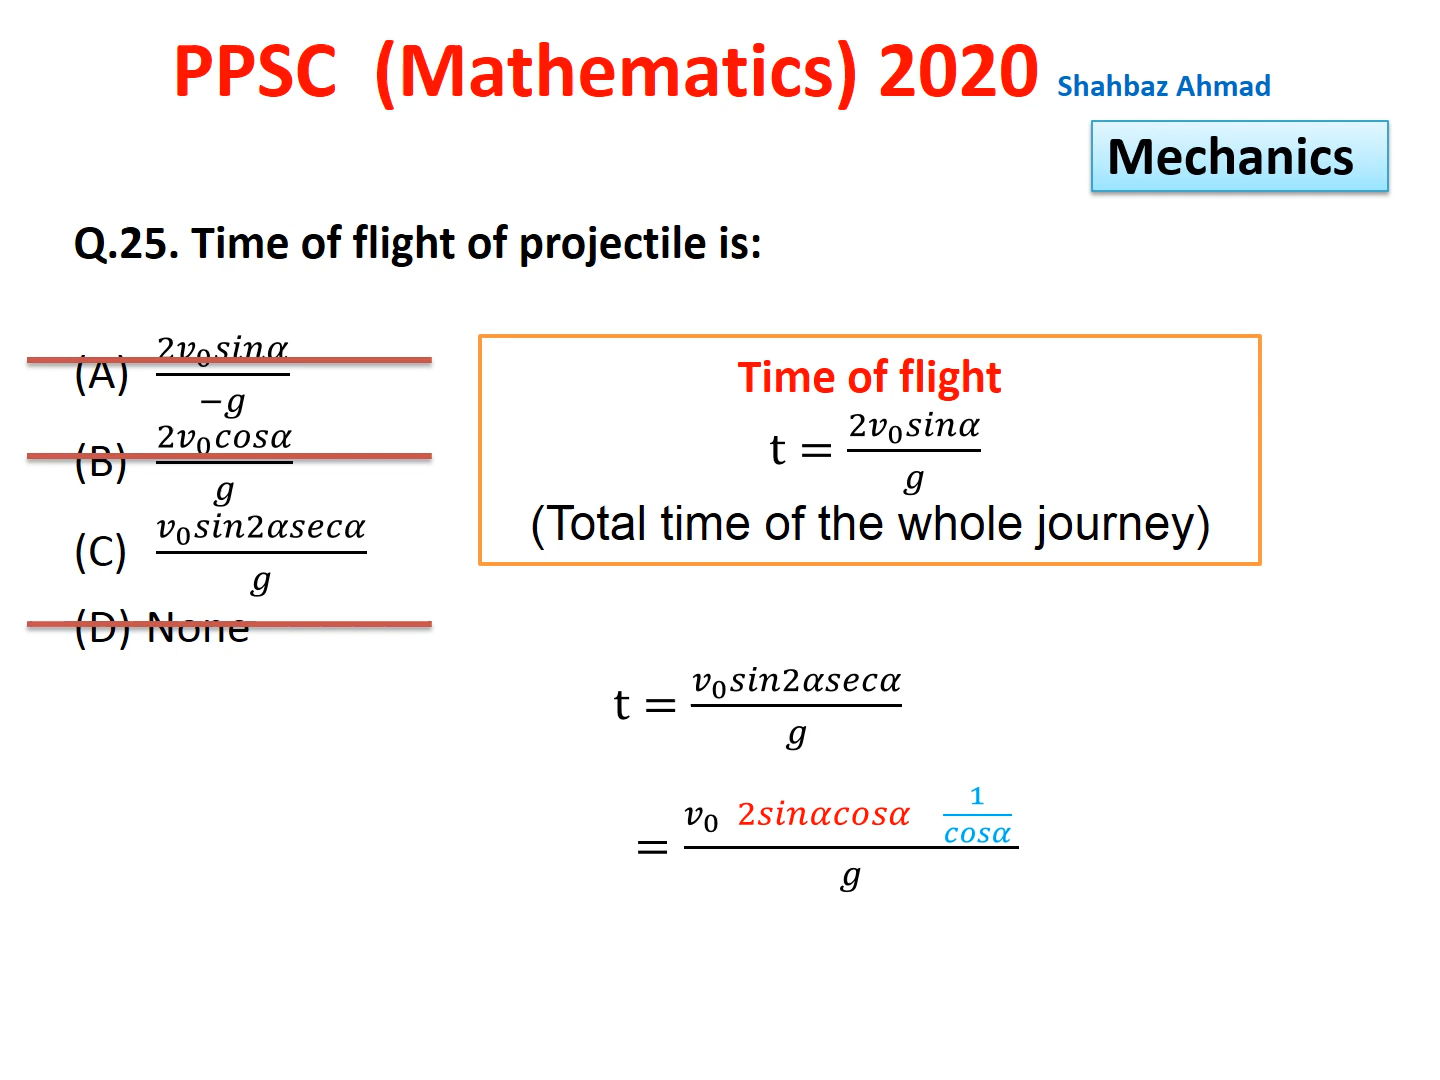 PPSC (Mathematics) 2020 Shahbaz Ahmad
Mechanics
Q.25. Time of flight of projectile is:
(A) 2v₀sinα / −g
(B) 2v₀cosα / g
(C) v₀sin2αsecα / g
(D) None
Time of flight
t = 2v₀sinα / g
(Total time of the whole journey)
t = v₀sin2αsecα / g
= v₀ 2sinαcosα 1/cosα / g